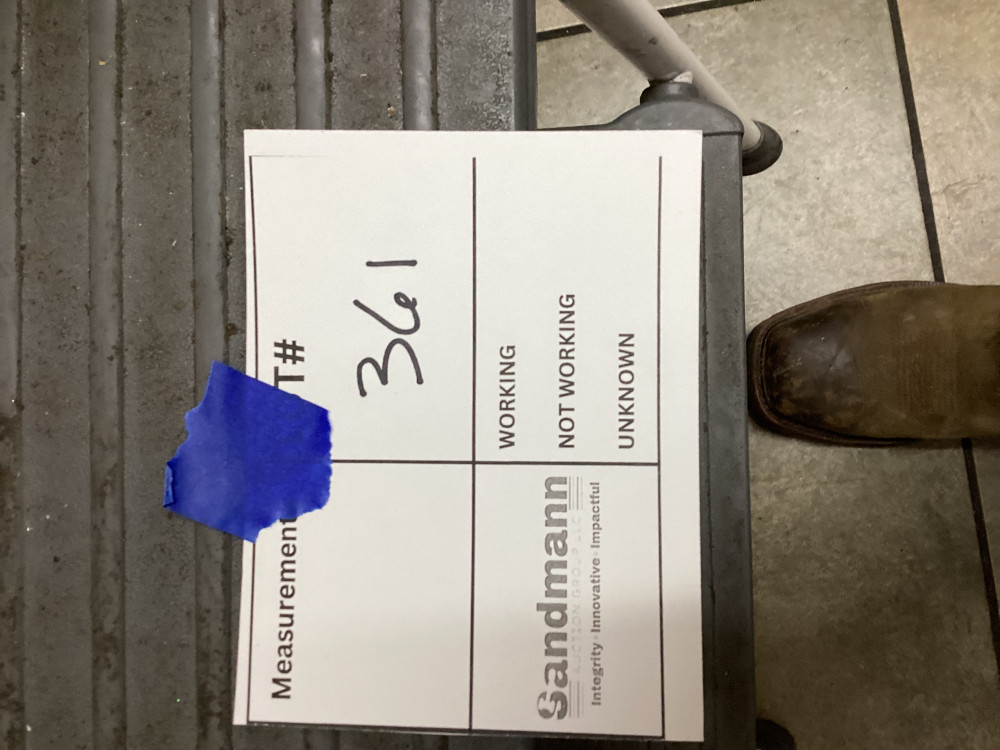 Measurement
T#
361
WORKING
NOT WORKING
UNKNOWN
Sandmann
AUCTION GROUP LLC
Integrity · Innovative · Impactful